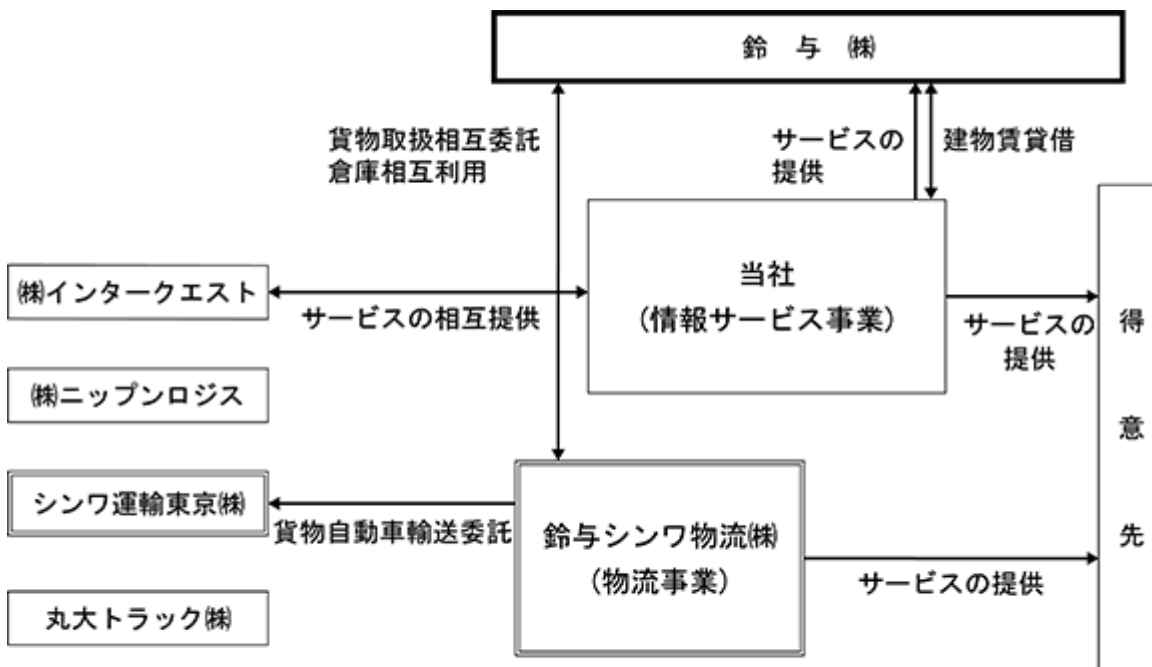 鈴 与 ㈱
貨物取扱相互委託
倉庫相互利用
サービスの
提供
建物賃貸借
当社
（情報サービス事業）
㈱インタークエスト
サービスの相互提供
サービスの
提供
得
意
先
㈱ニップンロジス
シンワ運輸東京㈱
貨物自動車輸送委託
鈴与シンワ物流㈱
（物流事業）
サービスの提供
丸大トラック㈱